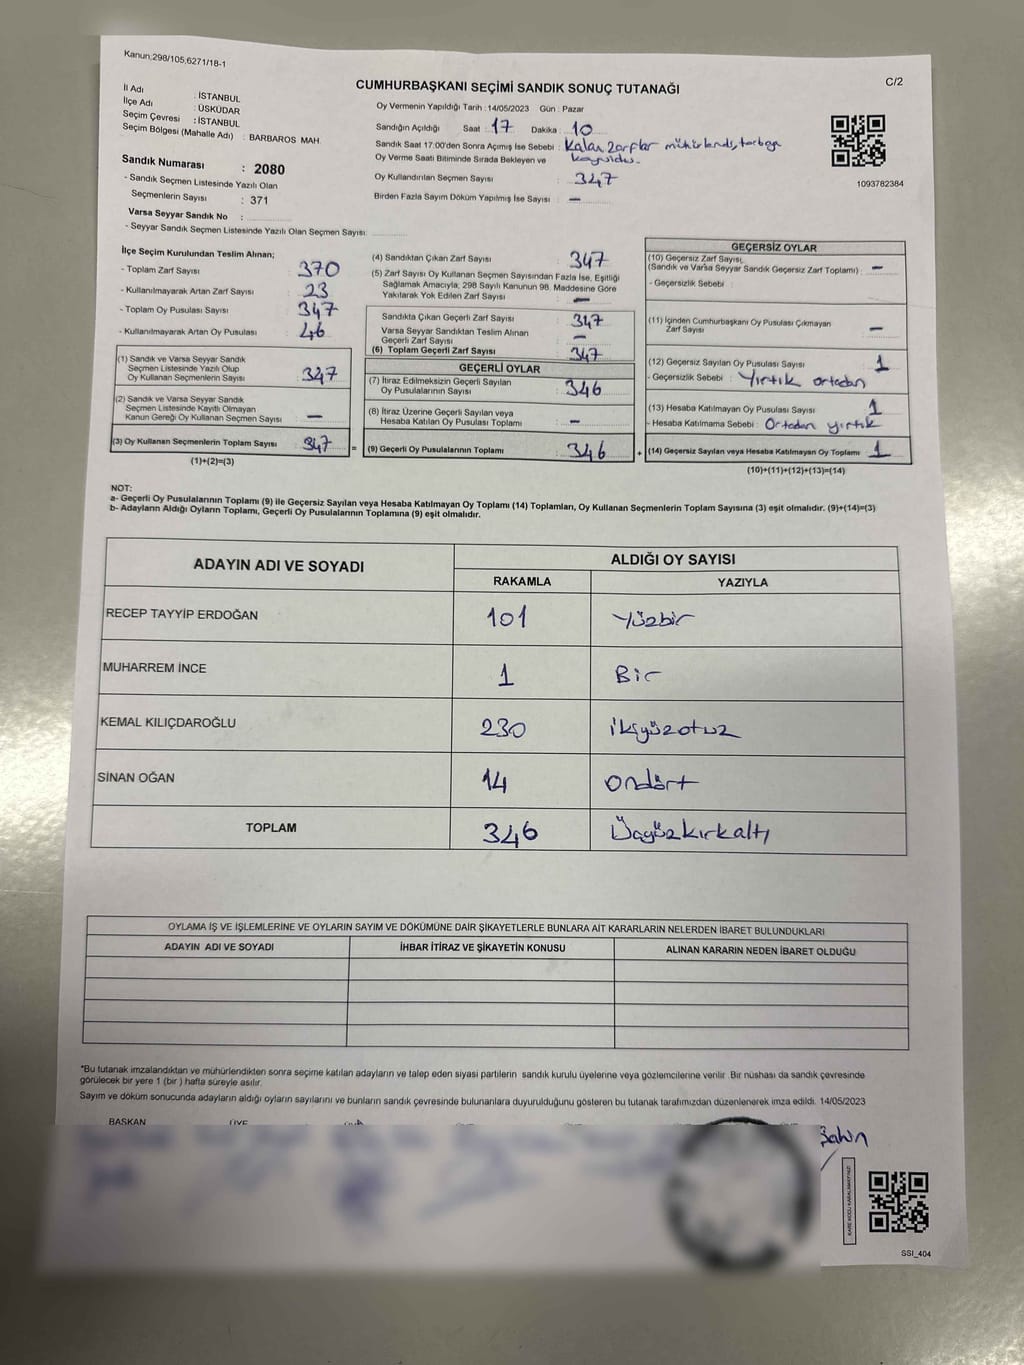 Kanun:298/105,6271/18-1
CUMHURBAŞKANI SEÇİMİ SANDIK SONUÇ TUTANAĞI
C/2
İl Adı : İSTANBUL
İlçe Adı : ÜSKÜDAR
Seçim Çevresi : İSTANBUL
Seçim Bölgesi (Mahalle Adı) : BARBAROS MAH.
Sandık Numarası : 2080
- Sandık Seçmen Listesinde Yazılı Olan
Seçmenlerin Sayısı : 371
Varsa Seyyar Sandık No :
- Seyyar Sandık Seçmen Listesinde Yazılı Olan Seçmen Sayısı:
Oy Vermenin Yapıldığı Tarih : 14/05/2023 Gün : Pazar
Sandığın Açıldığı Saat : 17 Dakika : 10
Sandık Saat 17:00'den Sonra Açımış İse Sebebi : Kalan zarflar mühürlendi, torbaya
Oy Verme Saati Bitiminde Sırada Bekleyen ve koyuldu.
Oy Kullandırılan Seçmen Sayısı : 347
Birden Fazla Sayım Döküm Yapılmış İse Sayısı : —
1093782384
İlçe Seçim Kurulundan Teslim Alınan;
- Toplam Zarf Sayısı : 370
- Kullanılmayarak Artan Zarf Sayısı : 23
- Toplam Oy Pusulası Sayısı : 347
- Kullanılmayarak Artan Oy Pusulası : 46
(1) Sandık ve Varsa Seyyar Sandık
Seçmen Listesinde Yazılı Olup
Oy Kullanan Seçmenlerin Sayısı : 347
(2) Sandık ve Varsa Seyyar Sandık
Seçmen Listesinde Kayıtlı Olmayan
Kanun Gereği Oy Kullanan Seçmen Sayısı : —
(3) Oy Kullanan Seçmenlerin Toplam Sayısı : 347 =
(1)+(2)=(3)
(4) Sandıktan Çıkan Zarf Sayısı : 347
(5) Zarf Sayısı Oy Kullanan Seçmen Sayısından Fazla İse, Eşitliği
Sağlamak Amacıyla, 298 Sayılı Kanunun 98. Maddesine Göre
Yakılarak Yok Edilen Zarf Sayısı : —
Sandıkta Çıkan Geçerli Zarf Sayısı : 347
Varsa Seyyar Sandıktan Teslim Alınan
Geçerli Zarf Sayısı : —
(6) Toplam Geçerli Zarf Sayısı : 347
GEÇERLİ OYLAR
(7) İtiraz Edilmeksizin Geçerli Sayılan
Oy Pusulalarının Sayısı : 346
(8) İtiraz Üzerine Geçerli Sayılan veya
Hesaba Katılan Oy Pusulası Toplamı : —
(9) Geçerli Oy Pusulalarının Toplamı : 346 +
GEÇERSİZ OYLAR
(10) Geçersiz Zarf Sayısı,
(Sandık ve Varsa Seyyar Sandık Geçersiz Zarf Toplamı) : —
- Geçersizlik Sebebi :
(11) İçinden Cumhurbaşkanı Oy Pusulası Çıkmayan
Zarf Sayısı : —
(12) Geçersiz Sayılan Oy Pusulası Sayısı : 1
- Geçersizlik Sebebi : Yırtık ortadan
(13) Hesaba Katılmayan Oy Pusulası Sayısı : 1
- Hesaba Katılmama Sebebi : Ortadan yırtık
(14) Geçersiz Sayılan veya Hesaba Katılmayan Oy Toplamı : 1
(10)+(11)+(12)+(13)=(14)
NOT:
a- Geçerli Oy Pusulalarının Toplamı (9) ile Geçersiz Sayılan veya Hesaba Katılmayan Oy Toplamı (14) Toplamları, Oy Kullanan Seçmenlerin Toplam Sayısına (3) eşit olmalıdır. (9)+(14)=(3)
b- Adayların Aldığı Oyların Toplamı, Geçerli Oy Pusulalarının Toplamına (9) eşit olmalıdır.
ADAYIN ADI VE SOYADI ALDIĞI OY SAYISI
RAKAMLA YAZIYLA
RECEP TAYYİP ERDOĞAN 101 Yüzbir
MUHARREM İNCE 1 Bir
KEMAL KILIÇDAROĞLU 230 ikiyüzotuz
SİNAN OĞAN 14 Ondört
TOPLAM 346 Üçyüzkırkaltı
OYLAMA İŞ VE İŞLEMLERİNE VE OYLARIN SAYIM VE DÖKÜMÜNE DAİR ŞİKAYETLERLE BUNLARA AİT KARARLARIN NELERDEN İBARET BULUNDUKLARI
ADAYIN ADI VE SOYADI İHBAR İTİRAZ VE ŞİKAYETİN KONUSU ALINAN KARARIN NEDEN İBARET OLDUĞU
*Bu tutanak imzalandıktan ve mühürlendikten sonra seçime katılan adayların ve talep eden siyasi partilerin sandık kurulu üyelerine veya gözlemcilerine verilir. Bir nüshası da sandık çevresinde
görülecek bir yere 1 (bir ) hafta süreyle asılır.
Sayım ve döküm sonucunda adayların aldığı oyların sayılarını ve bunların sandık çevresinde bulunanlara duyurulduğunu gösteren bu tutanak tarafımızdan düzenlenerek imza edildi. 14/05/2023
BAŞKAN ÜYE
Şahin
SSI_404